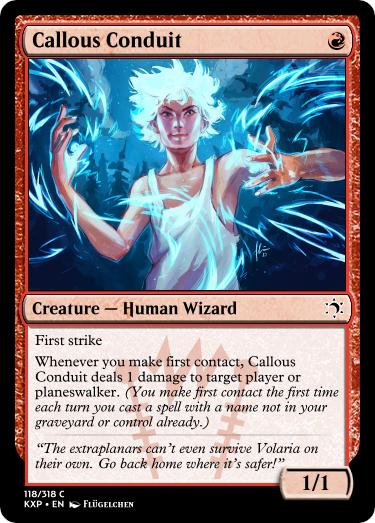 Callous Conduit
Creature — Human Wizard
First strike
Whenever you make first contact, Callous
Conduit deals 1 damage to target player or
planeswalker. (You make first contact the first time
each turn you cast a spell with a name not in your
graveyard or control already.)
“The extraplanars can’t even survive Volaria on
their own. Go back home where it’s safer!”
1/1
118/318 C
KXP • EN FLÜGELCHEN